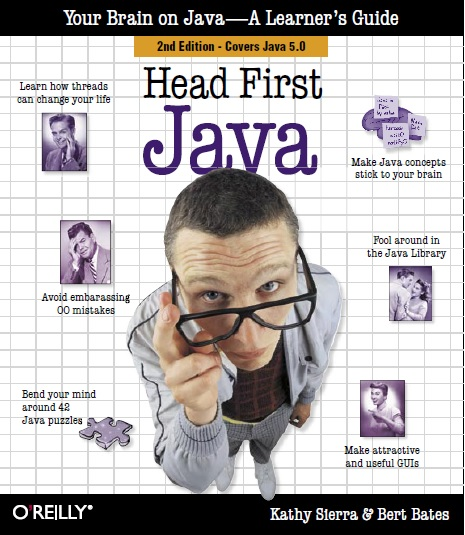 Your Brain on Java—A Learner's Guide
2nd Edition - Covers Java 5.0
Head First
Java
Learn how threads
can change your life
Make Java concepts
stick to your brain
Fool around in
the Java Library
Avoid embarassing
OO mistakes
Bend your mind
around 42
Java puzzles
Make attractive
and useful GUIs
O'REILLY®
Kathy Sierra & Bert Bates